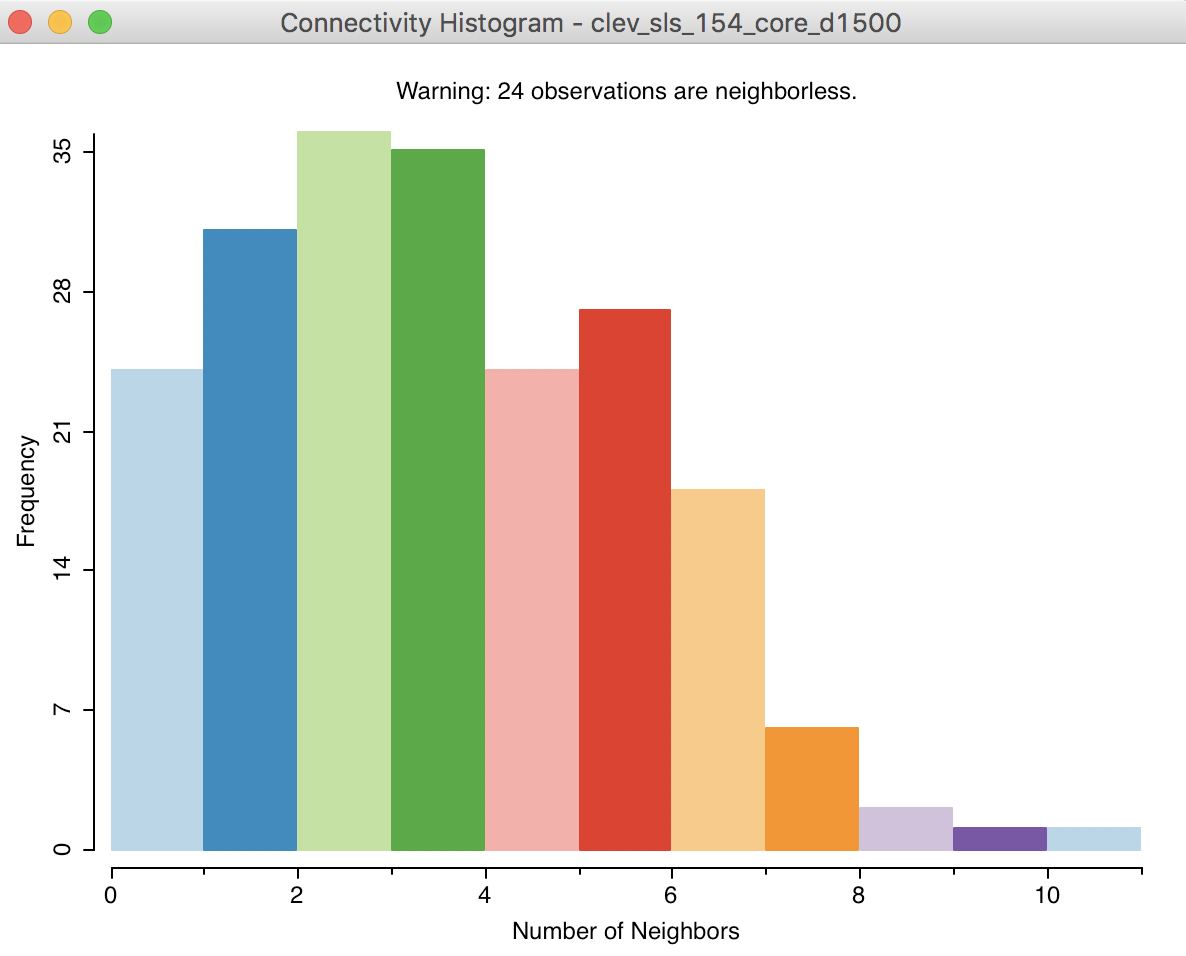 Connectivity Histogram - clev_sls_154_core_d1500
Warning: 24 observations are neighborless.
35
28
21
14
7
0
Frequency
0 2 4 6 8 10
Number of Neighbors